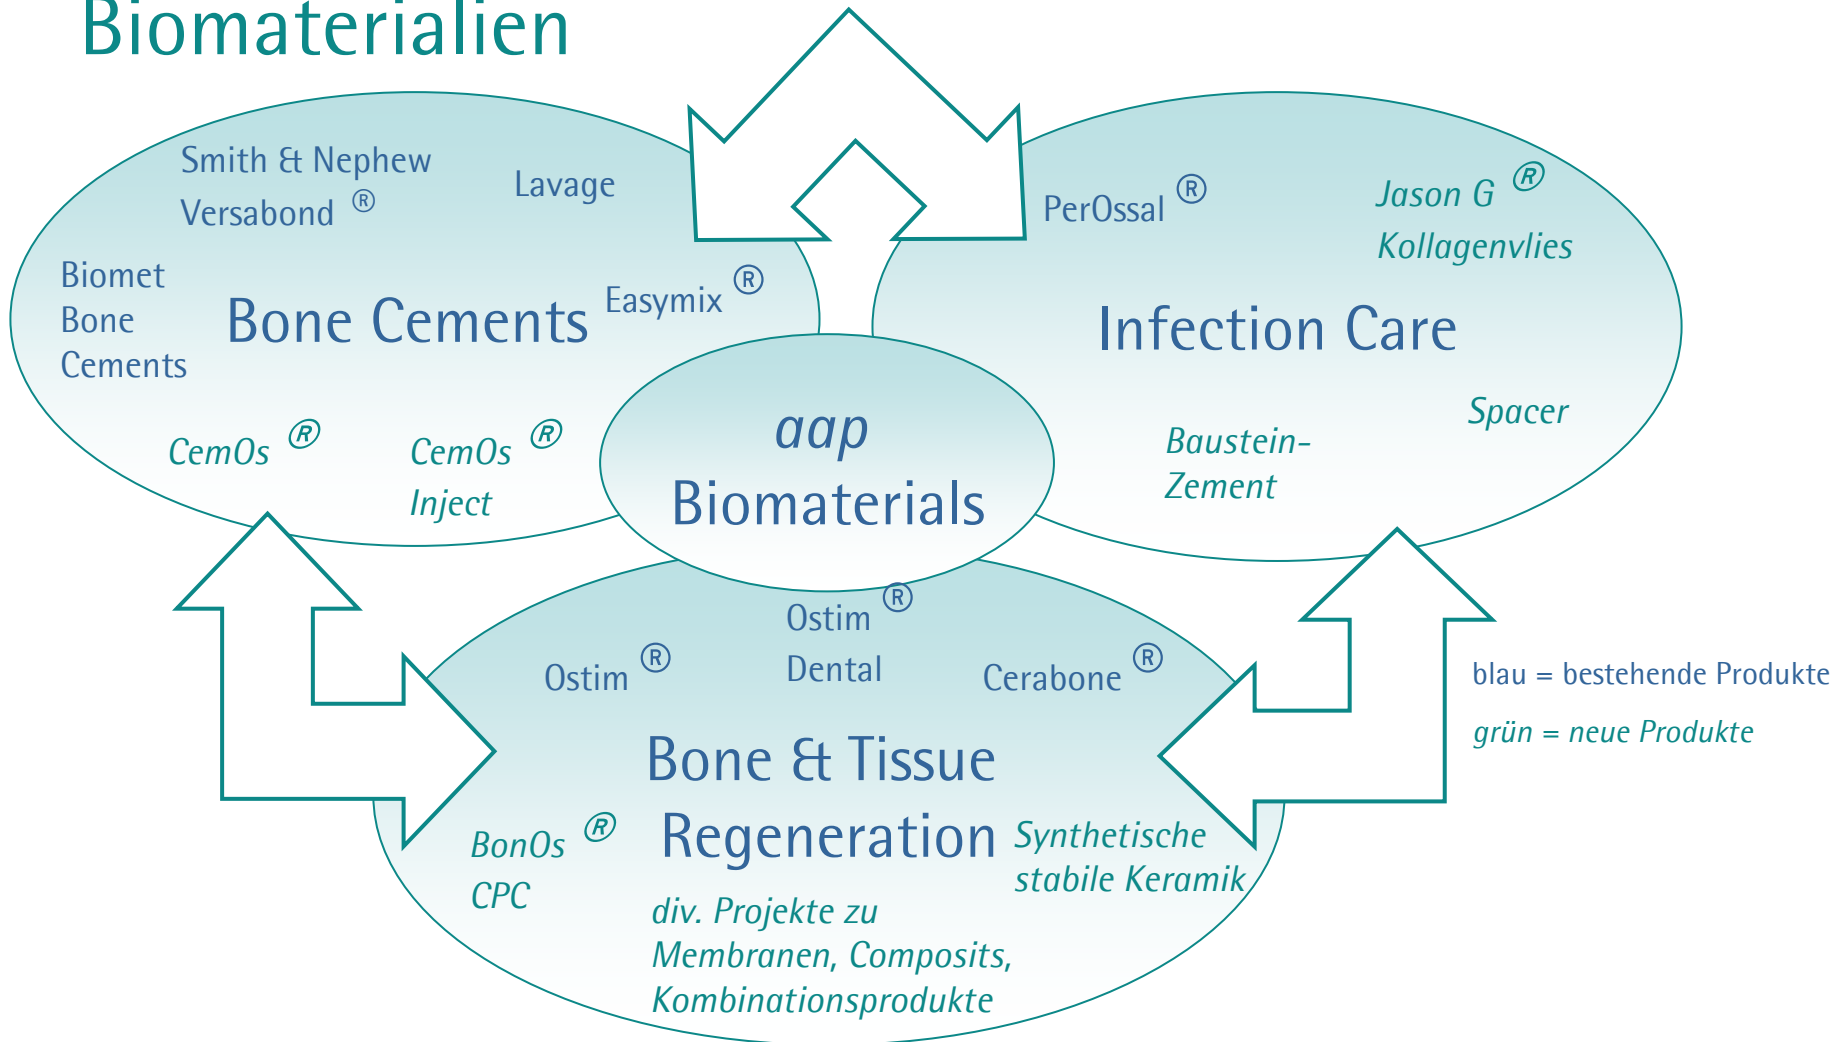 Biomaterialien
Smith & Nephew
Versabond ®
Lavage
Biomet
Bone
Cements
Bone Cements
Easymix ®
CemOs ®
CemOs ®
Inject
PerOssal ®
Jason G ®
Kollagenvlies
Infection Care
Spacer
Baustein-
Zement
aap
Biomaterials
Ostim ®
Ostim ®
Dental
Cerabone ®
Bone & Tissue
Regeneration
BonOs ®
CPC
Synthetische
stabile Keramik
div. Projekte zu
Membranen, Composits,
Kombinationsprodukte
blau = bestehende Produkte
grün = neue Produkte